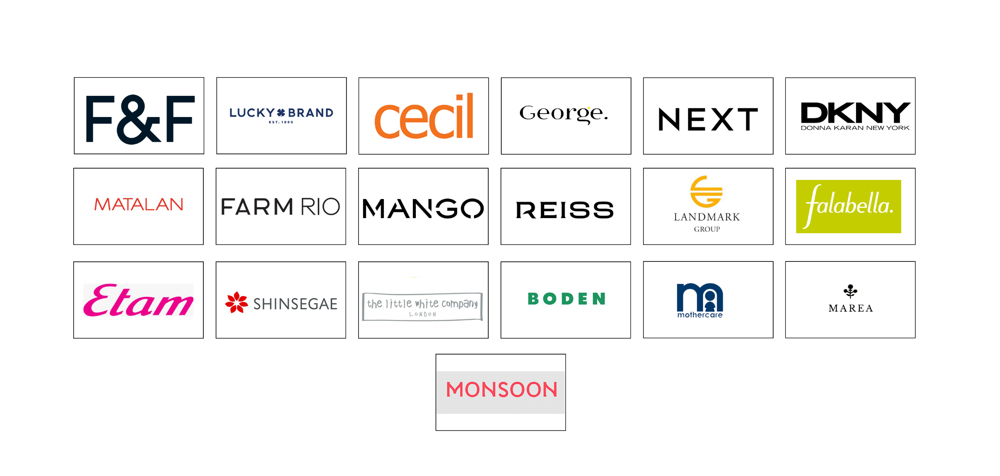 F&F
LUCKY BRAND
EST. 1990
cecil
George.
NEXT
DKNY
DONNA KARAN NEW YORK
MATALAN
FARM RIO
MANGO
REISS
LANDMARK
GROUP
falabella.
Etam
SHINSEGAE
the little white company
LONDON
BODEN
m
mothercare
MAREA
MONSOON